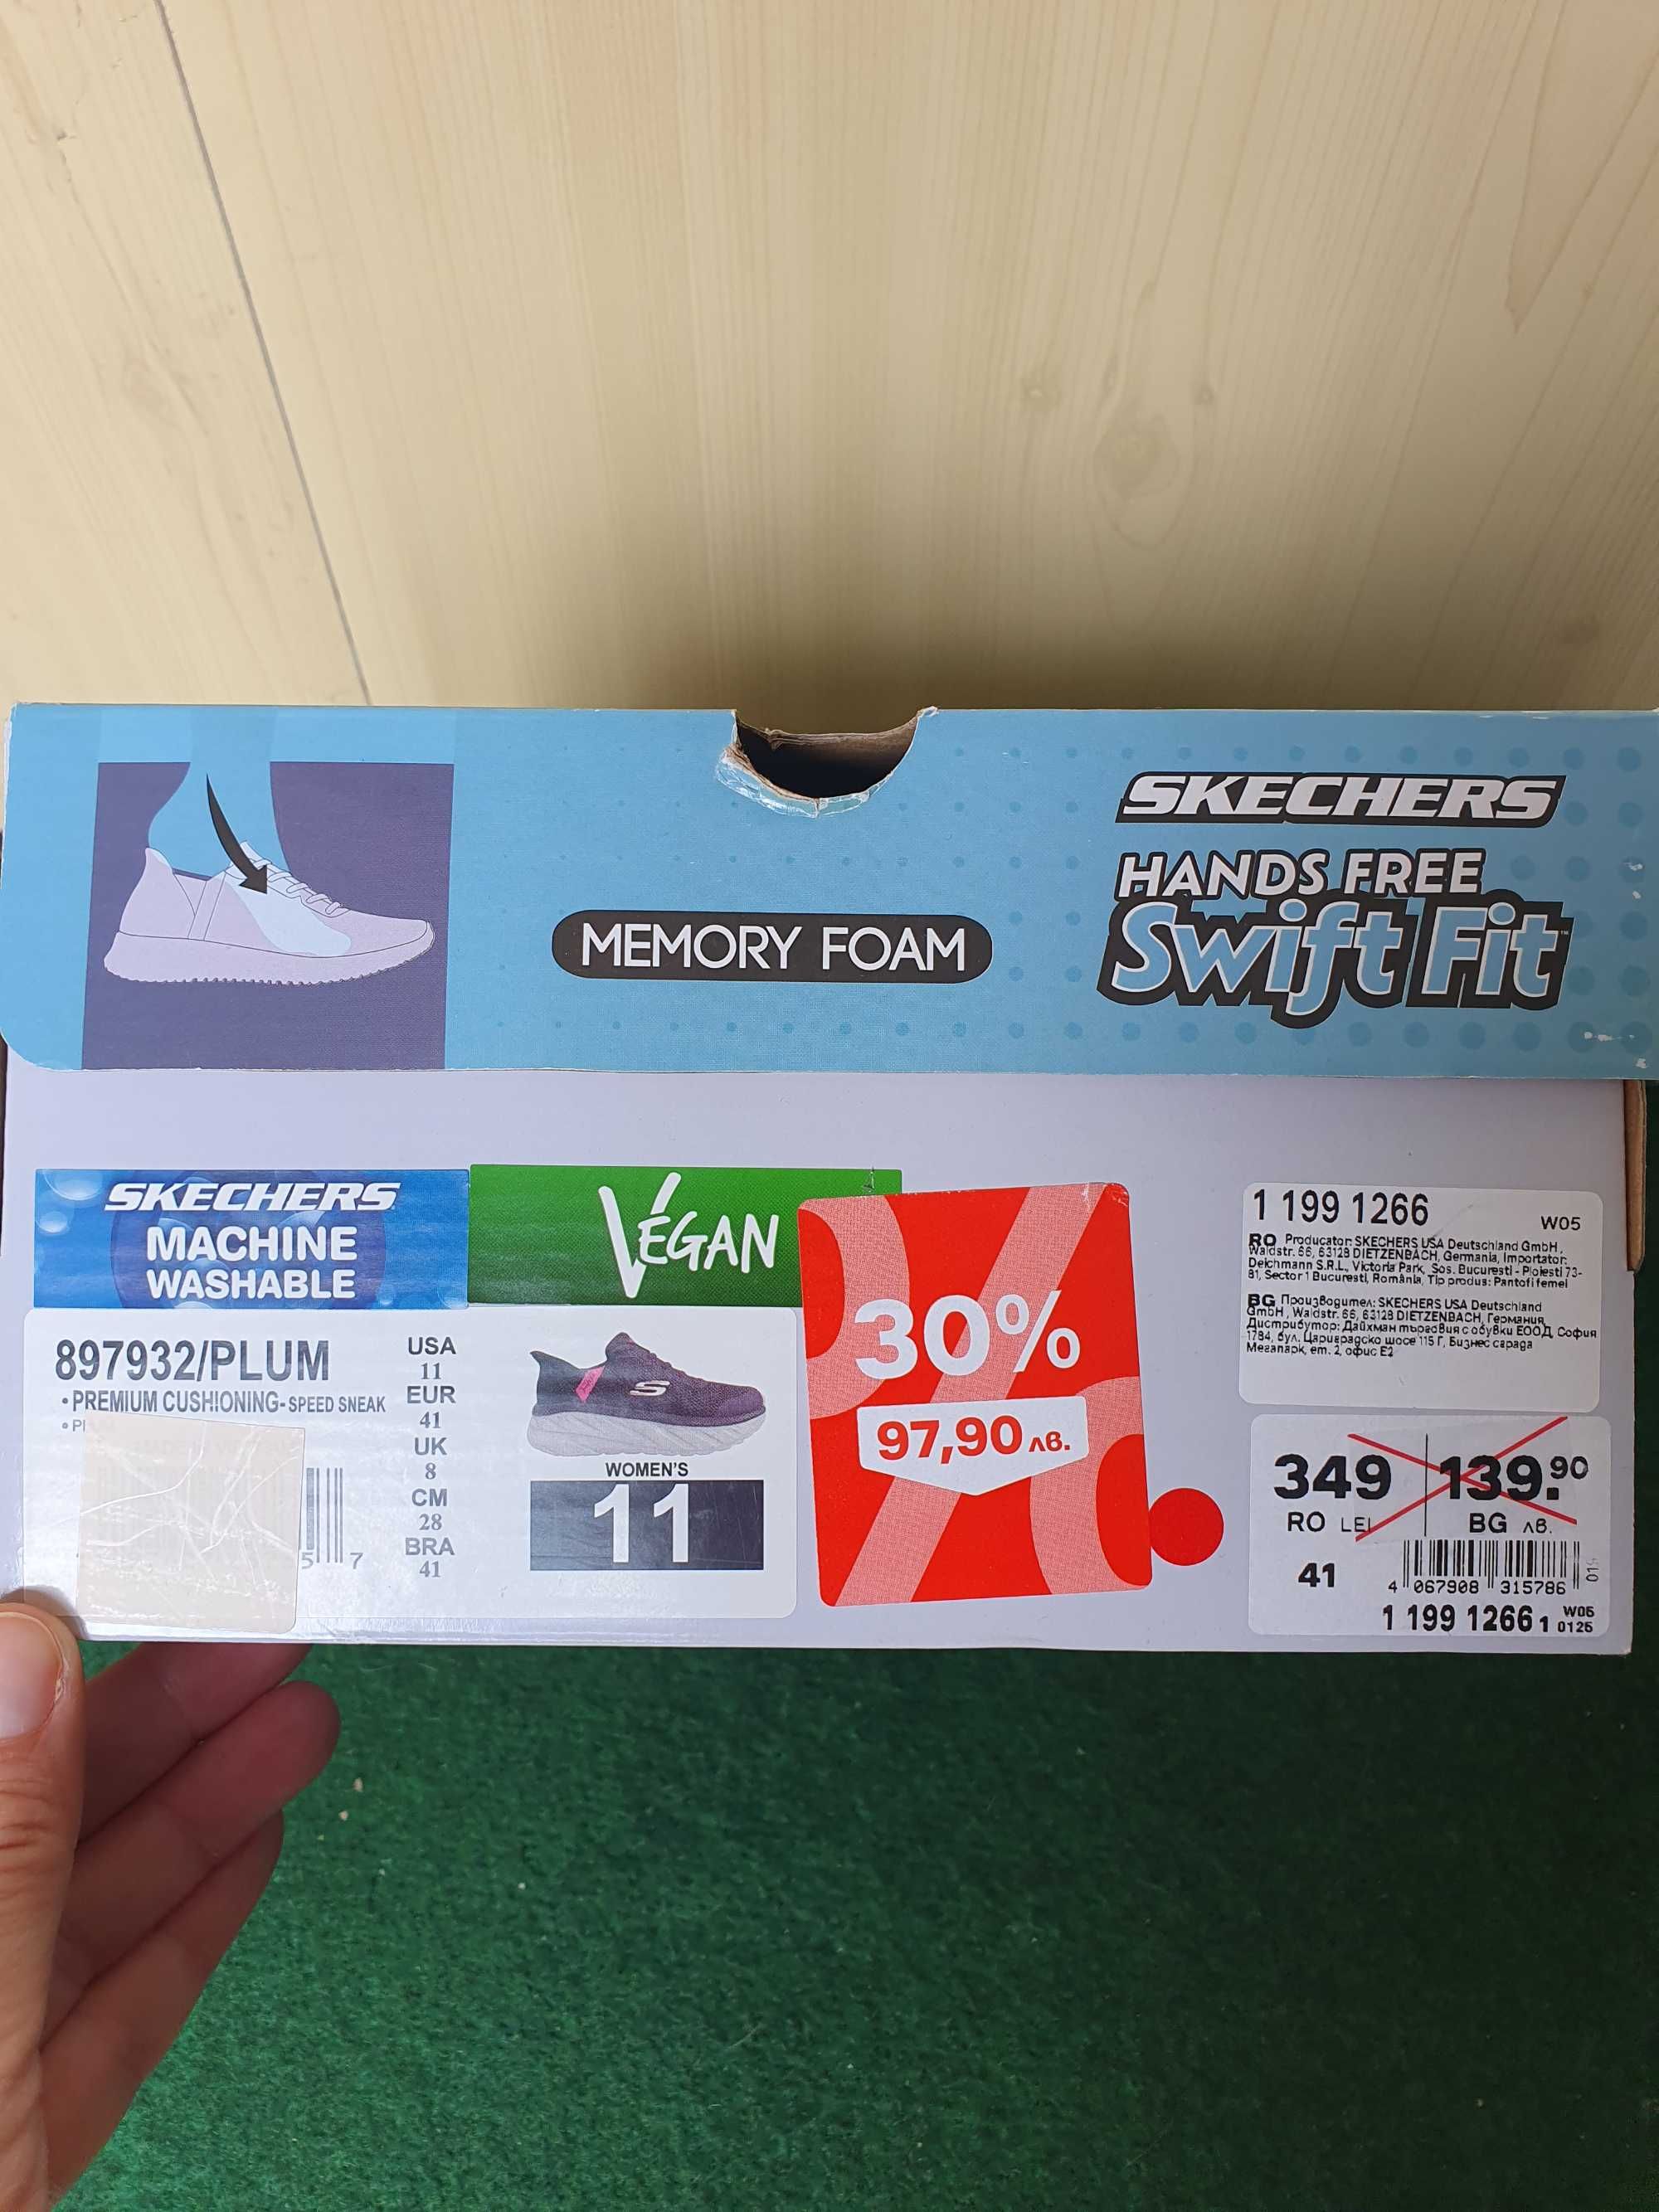 SKECHERS
HANDS FREE
Swift Fit™
MEMORY FOAM
SKECHERS
MACHINE
WASHABLE
VEGAN
897932/PLUM
• PREMIUM CUSHIONING- SPEED SNEAK
5 7
USA
11
EUR
41
UK
8
CM
28
BRA
41
WOMEN'S
11
30%
97,90 лв.
1 199 1266 W05
RO Producator: SKECHERS USA Deutschland GmbH,
Waldstr. 66, 63128 DIETZENBACH, Germania, Importator:
Deichmann S.R.L., Victoria Park, Sos. Bucuresti - Ploiesti 73-
81, Sector 1 Bucuresti, România, Tip produs: Pantofi femei
BG Производител: SKECHERS USA Deutschland
GmbH, Waldstr. 66, 63128 DIETZENBACH, Германия,
Дистрибутор: Дайхман търговия с обувки ЕООД, София
1784, бул. Цариградско шосе 115 Г, Бизнес сграда
Мегапарк, ет. 2, офис Е2
349 139.90
RO LEI BG лв.
41
4 067908 315786
1 199 1266 1 W05
0125